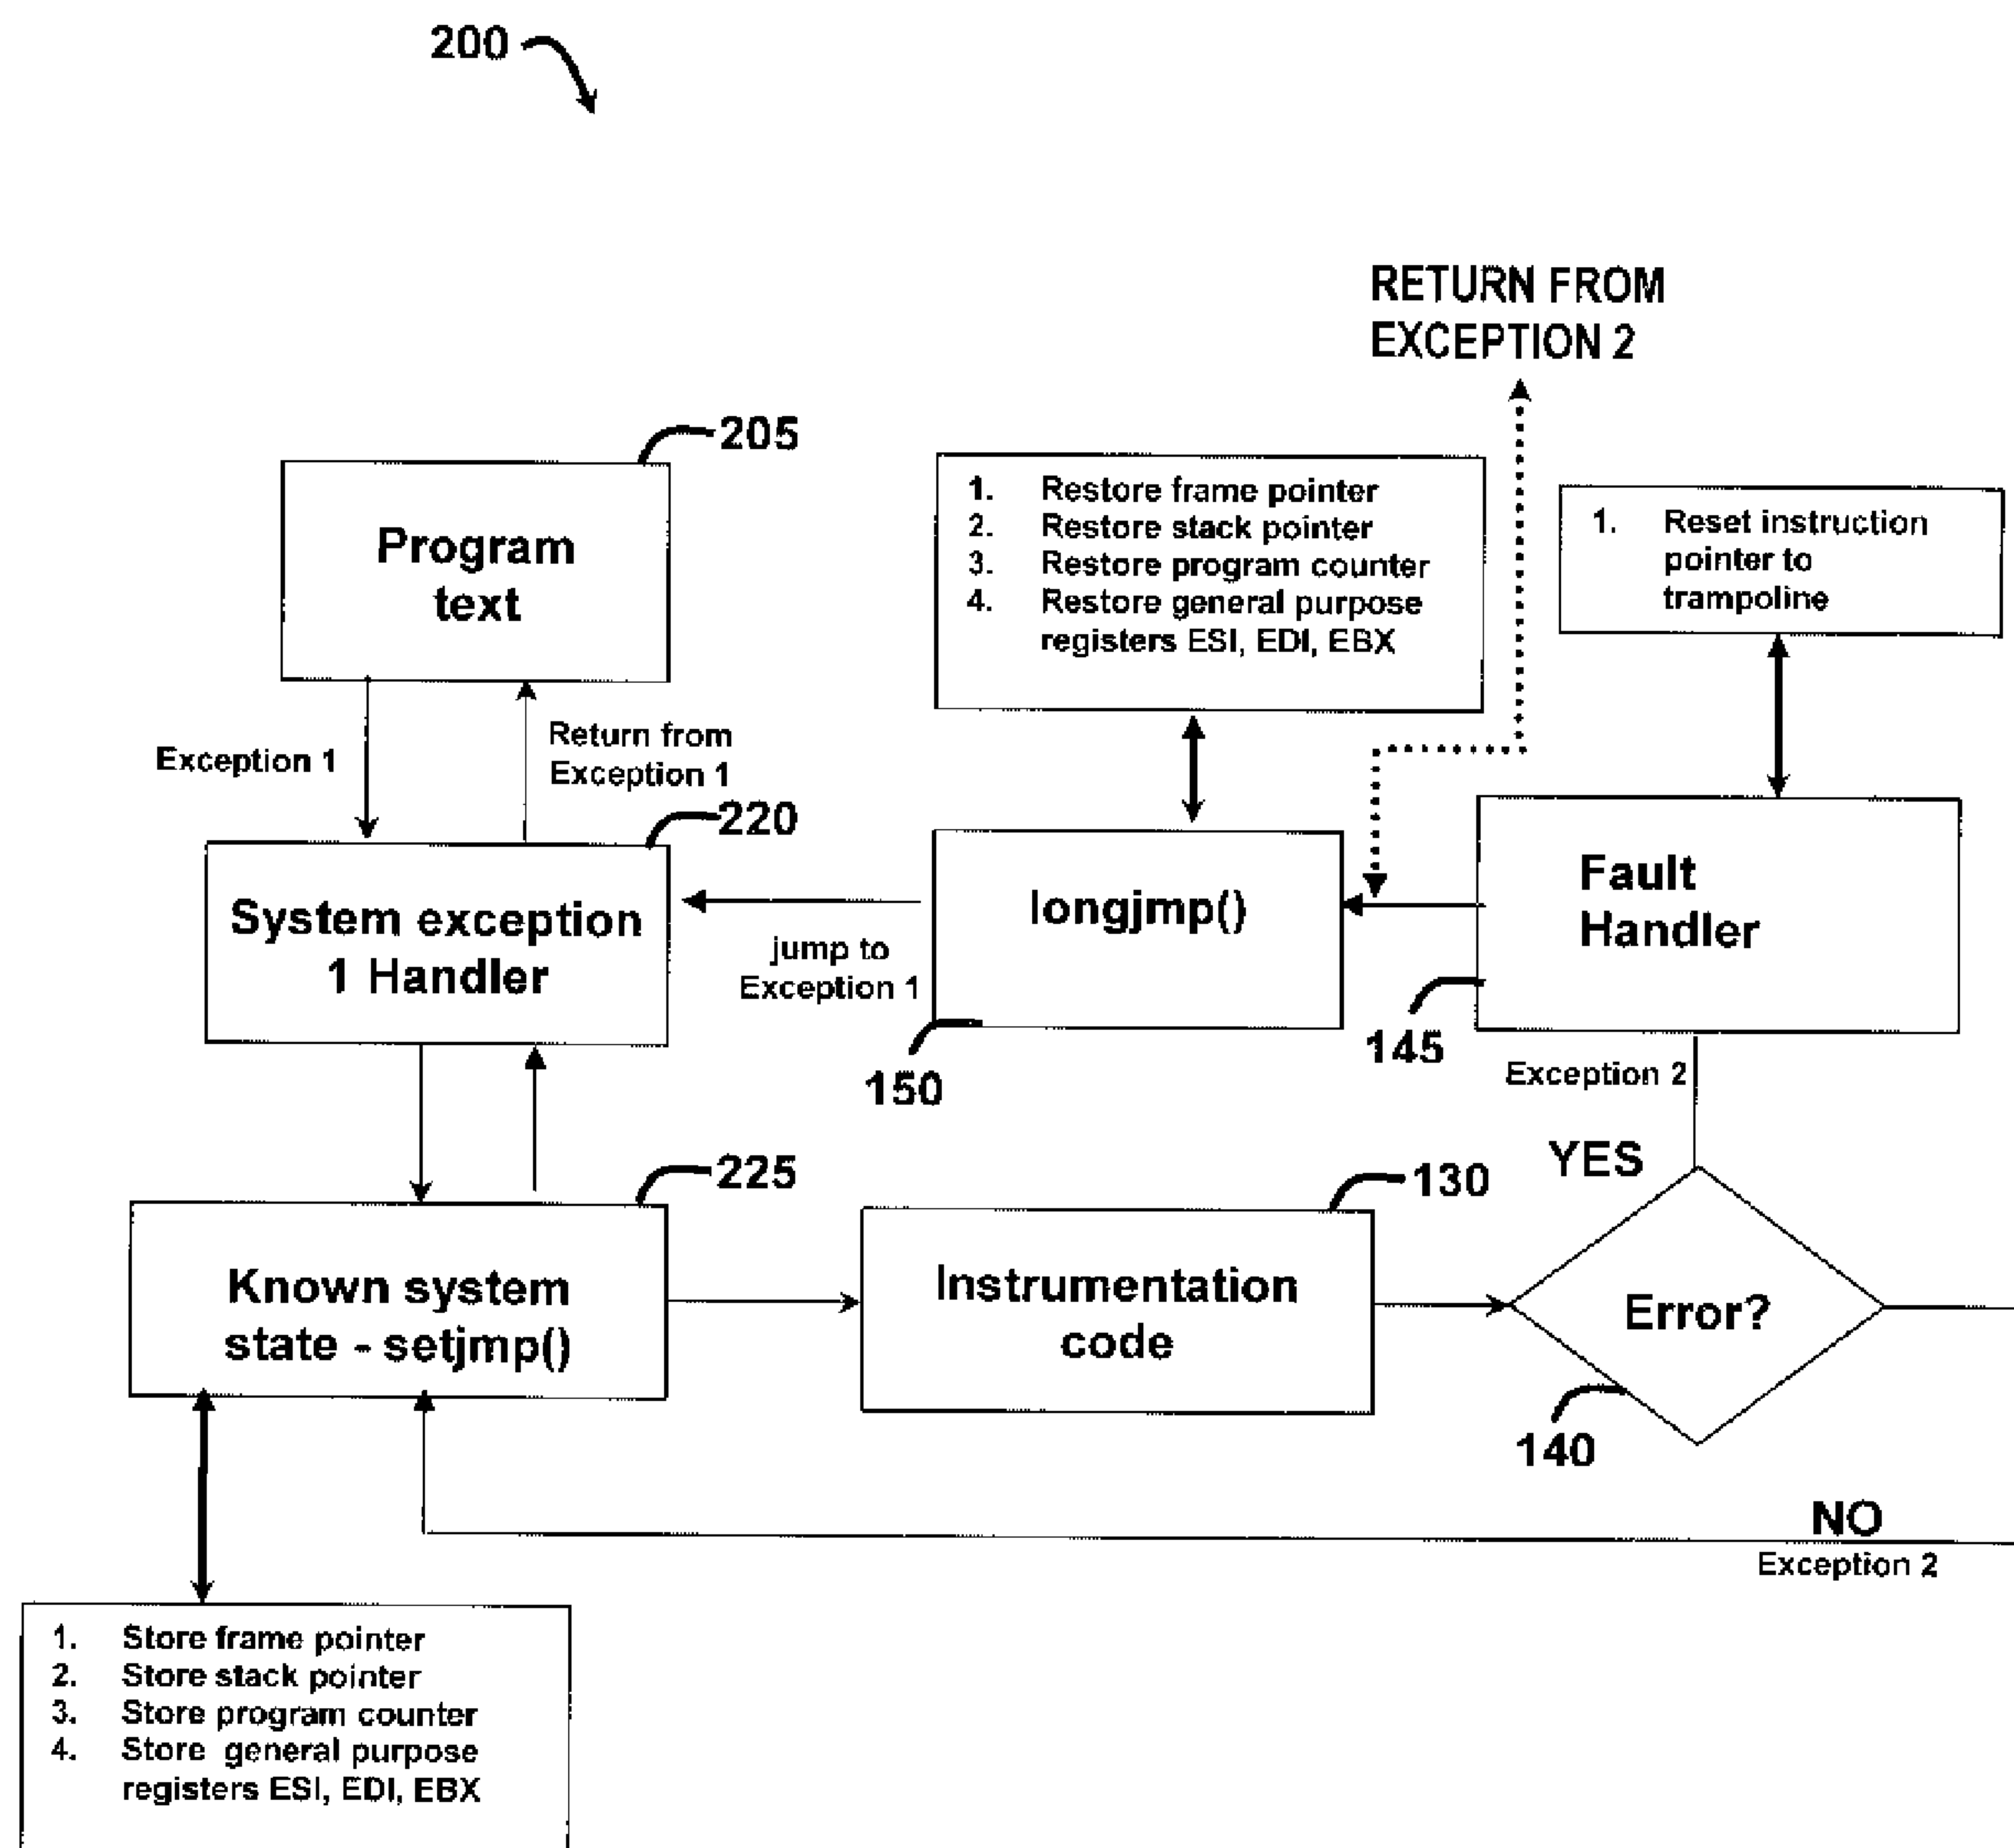 200
RETURN FROM
EXCEPTION 2
205
Program
text
1. Restore frame pointer
2. Restore stack pointer
3. Restore program counter
4. Restore general purpose
registers ESI, EDI, EBX
1. Reset instruction
pointer to
trampoline
Exception 1
Return from
Exception 1
220
System exception
1 Handler
jump to
Exception 1
longjmp()
150
Fault
Handler
145
Exception 2
YES
225
Known system
state - setjmp()
130
Instrumentation
code
Error?
140
NO
Exception 2
1. Store frame pointer
2. Store stack pointer
3. Store program counter
4. Store general purpose
registers ESI, EDI, EBX